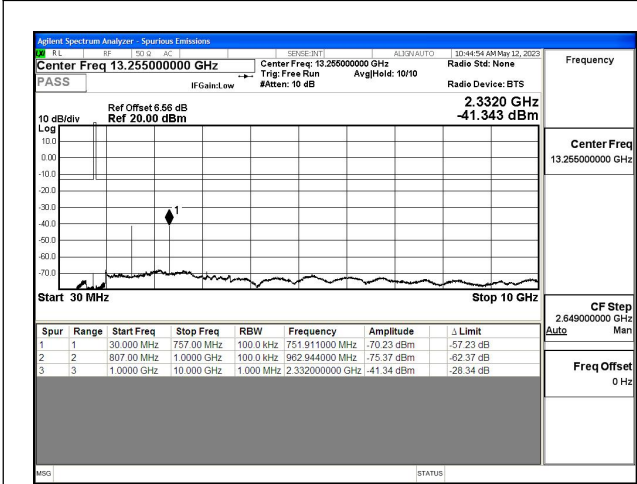 Agilent Spectrum Analyzer - Spurious Emissions
RL RF 50 Ω AC SENSE:INT ALIGNAUTO 10:44:54 AM May 12, 2023
Center Freq 13.255000000 GHz Center Freq: 13.255000000 GHz Radio Std: None
PASS Trig: Free Run Avg|Hold: 10/10
IFGain:Low #Atten: 10 dB Radio Device: BTS
Frequency
Ref Offset 6.56 dB 2.3320 GHz
10 dB/div Ref 20.00 dBm -41.343 dBm
Log
10.0
0.00
-10.0
-20.0
-30.0
-40.0
-50.0
-60.0
-70.0
1
Start 30 MHz Stop 10 GHz
Center Freq
13.255000000 GHz
CF Step
2.649000000 GHz
Auto Man
Freq Offset
0 Hz
Spur Range Start Freq Stop Freq RBW Frequency Amplitude Δ Limit
1 1 30.000 MHz 757.00 MHz 100.0 kHz 751.911000 MHz -70.23 dBm -57.23 dB
2 2 807.00 MHz 1.0000 GHz 100.0 kHz 962.944000 MHz -75.37 dBm -62.37 dB
3 3 1.0000 GHz 10.000 GHz 1.000 MHz 2.332000000 GHz -41.34 dBm -28.34 dB
MSG STATUS